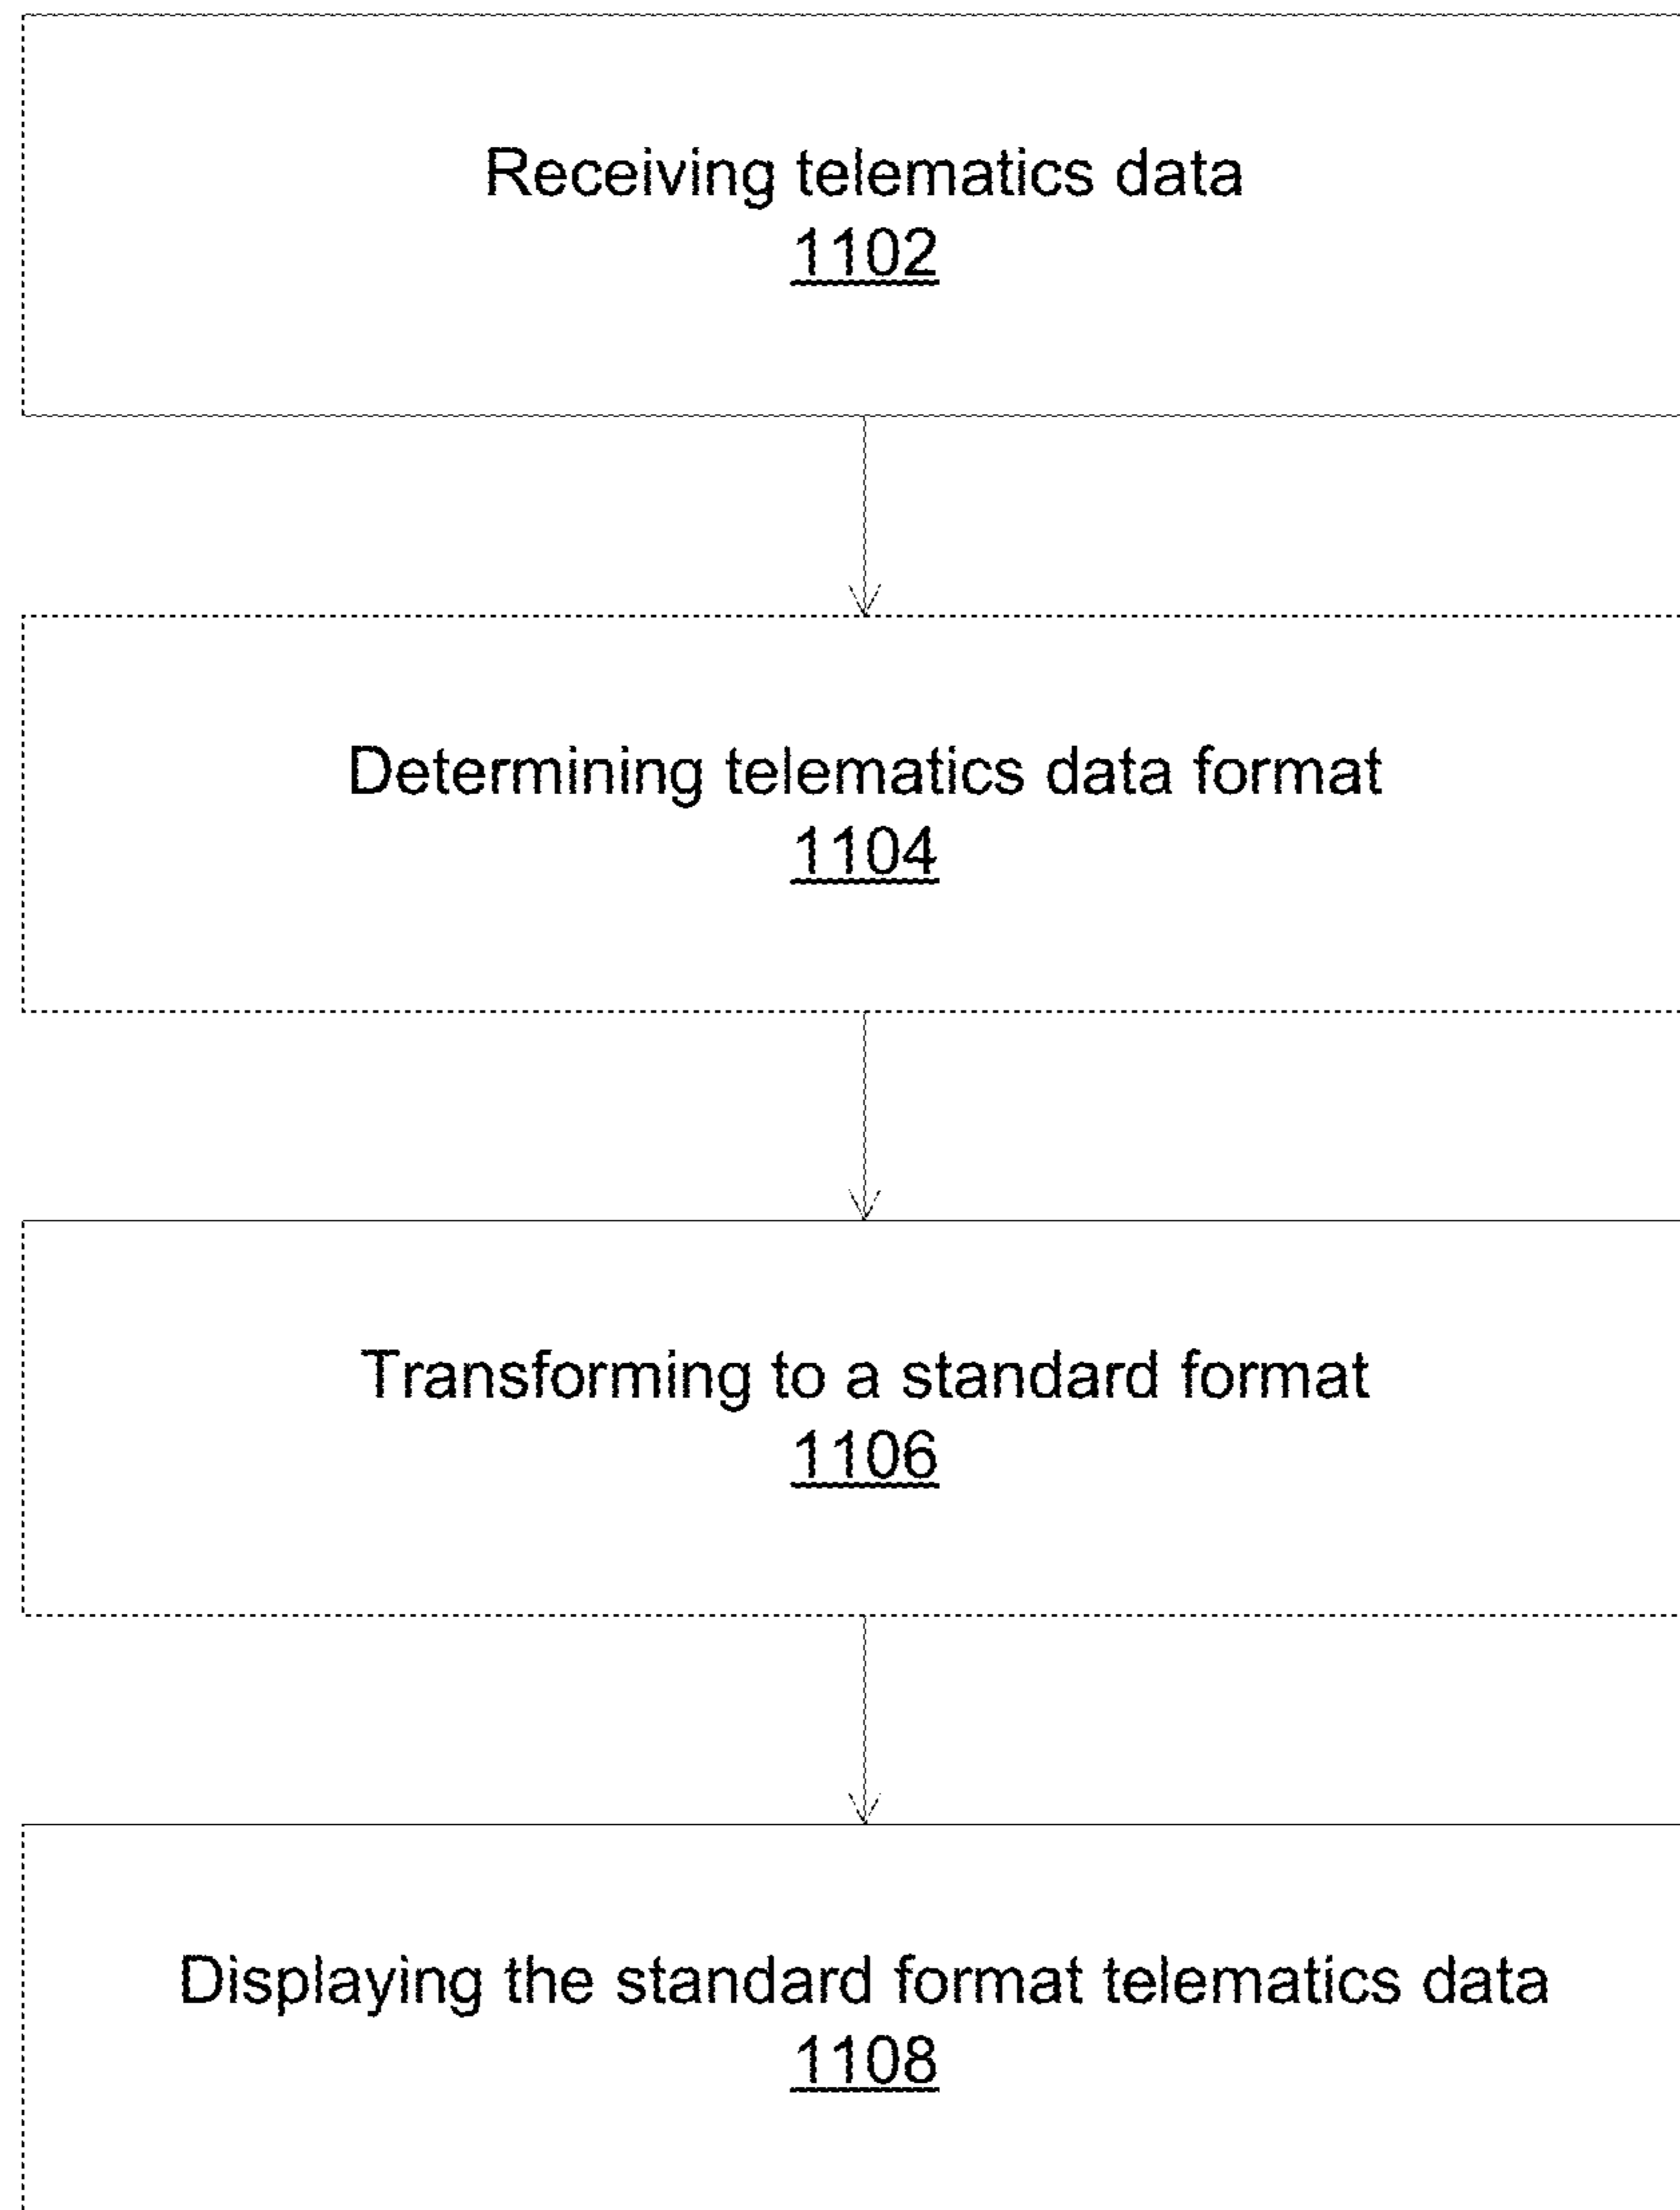 Receiving telematics data
1102
Determining telematics data format
1104
Transforming to a standard format
1106
Displaying the standard format telematics data
1108